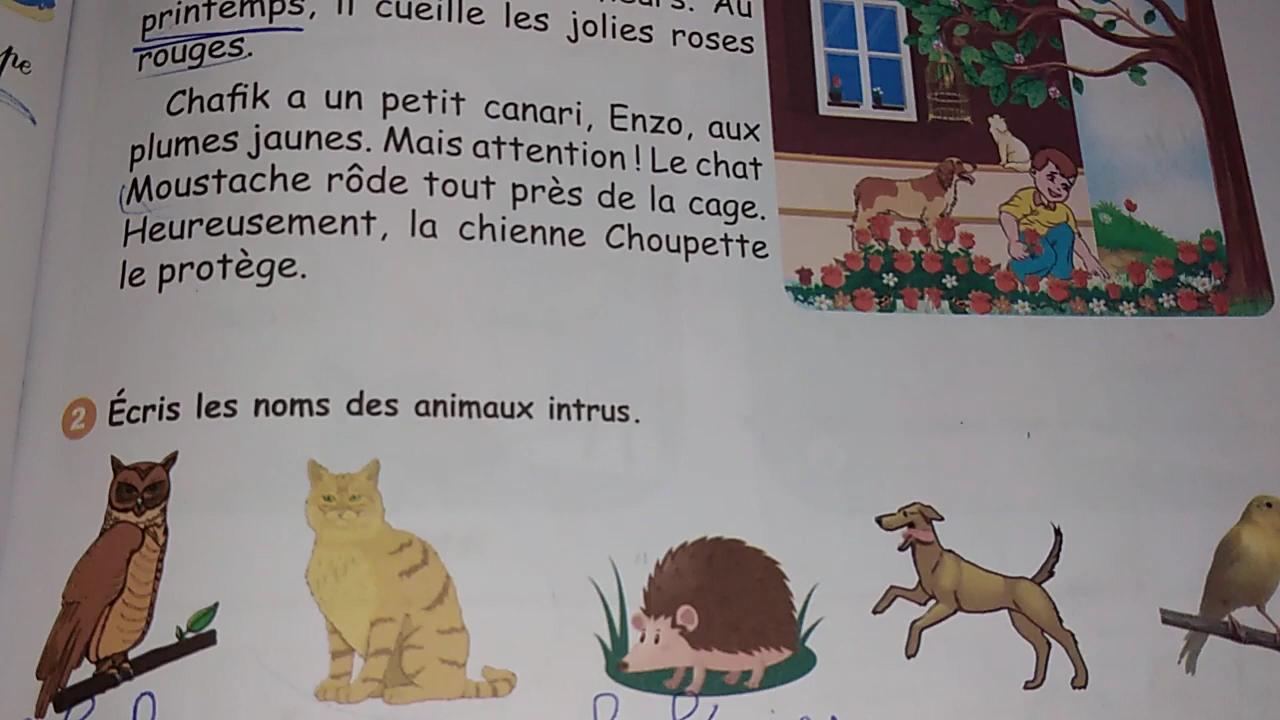 Au
printemps, il cueille les jolies roses
rouges.
Chafik a un petit canari, Enzo, aux
plumes jaunes. Mais attention ! Le chat
Moustache rôde tout près de la cage.
Heureusement, la chienne Choupette
le protège.
2 Écris les noms des animaux intrus.